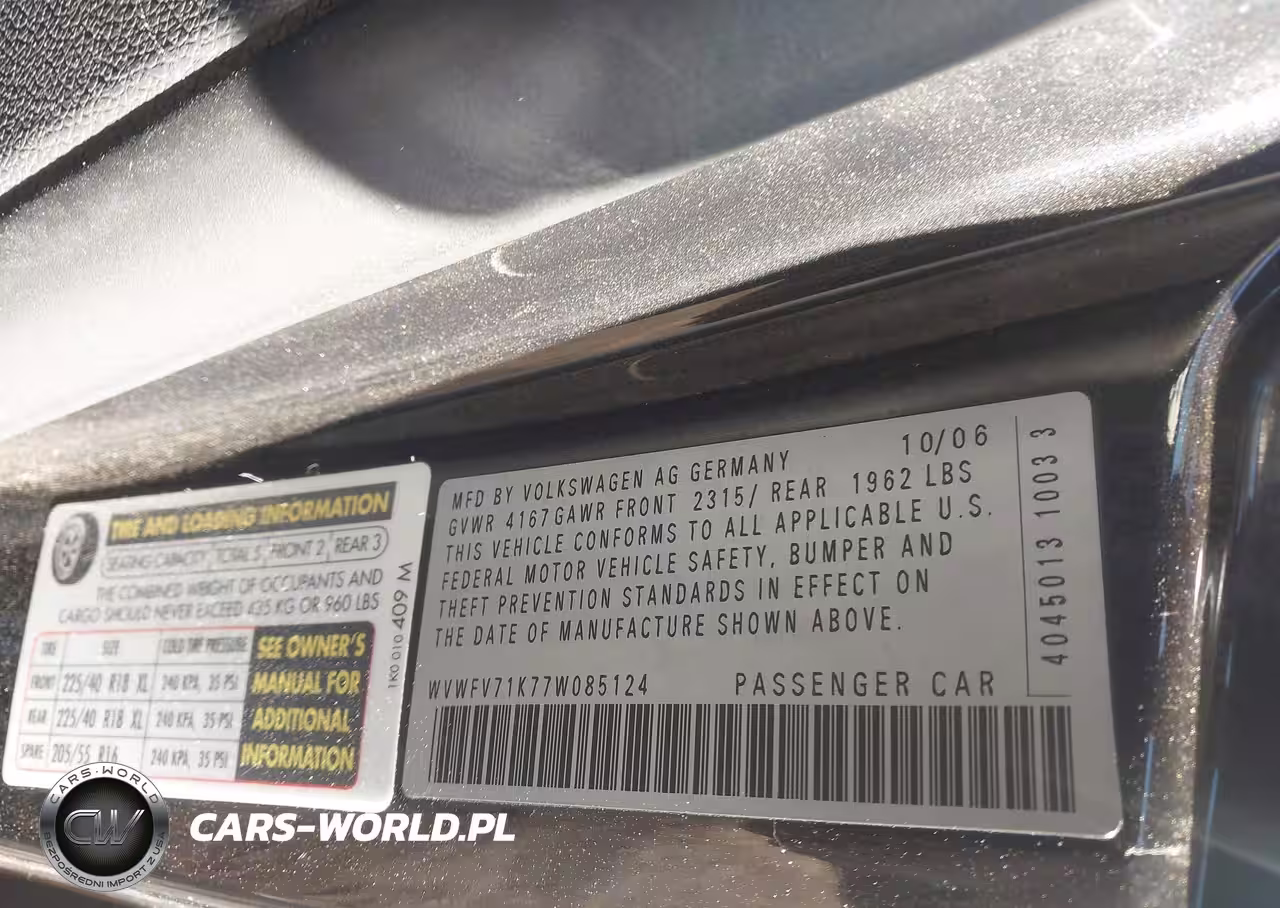 TIRE AND LOADING INFORMATION
SEATING CAPACITY TOTAL 5 FRONT 2 REAR 3
THE COMBINED WEIGHT OF OCCUPANTS AND
CARGO SHOULD NEVER EXCEED 435 KG OR 960 LBS
TIRE SIZE COLD TIRE PRESSURE
FRONT 225/40 R18 XL 240 KPA, 35 PSI
REAR 225/40 R18 XL 240 KPA, 35 PSI
SPARE 205/55 R16 240 KPA, 35 PSI
SEE OWNER'S
MANUAL FOR
ADDITIONAL
INFORMATION
1K0 010 409 M
MFD BY VOLKSWAGEN AG GERMANY 10/06
GVWR 4167 GAWR FRONT 2315/ REAR 1962 LBS
THIS VEHICLE CONFORMS TO ALL APPLICABLE U.S.
FEDERAL MOTOR VEHICLE SAFETY, BUMPER AND
THEFT PREVENTION STANDARDS IN EFFECT ON
THE DATE OF MANUFACTURE SHOWN ABOVE.
WVWFV71K77W085124 PASSENGER CAR
4045013 1003 3
CARS-WORLD
CW
BEZPOŚREDNI IMPORT Z USA
CARS-WORLD.PL